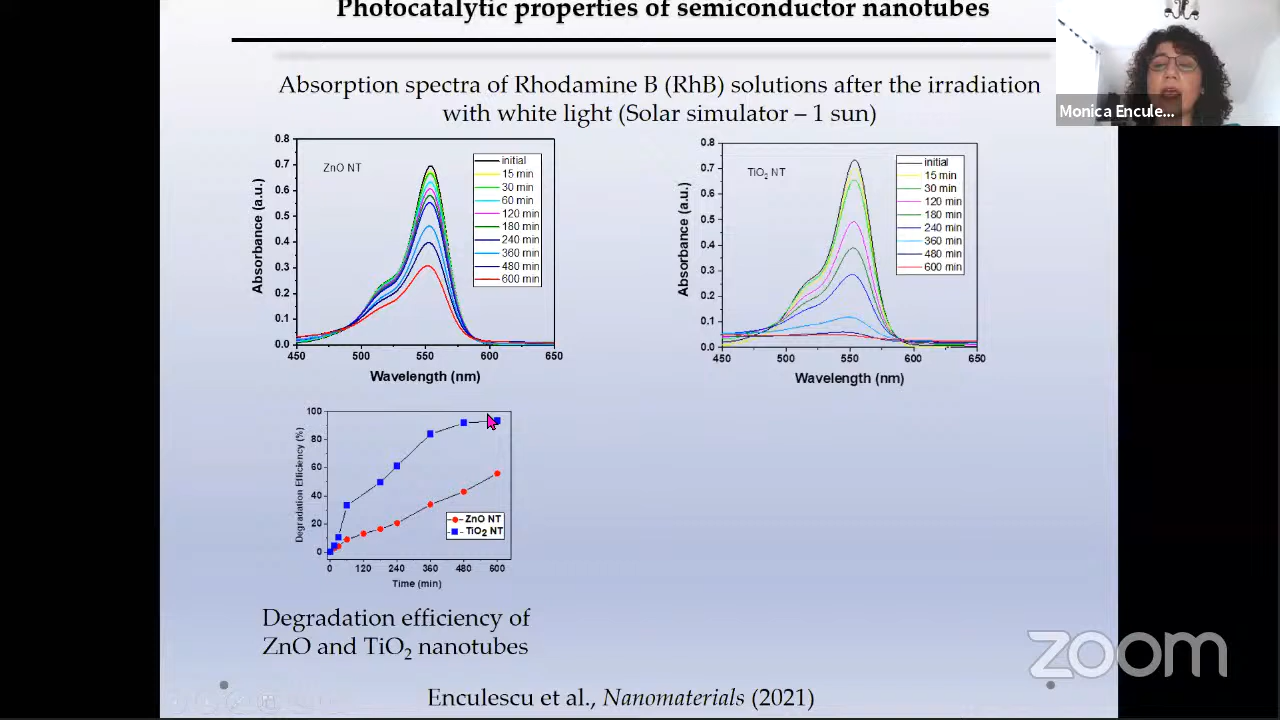 Photocatalytic properties of semiconductor nanotubes
Monica Encule...
Absorption spectra of Rhodamine B (RhB) solutions after the irradiation
with white light (Solar simulator – 1 sun)
ZnO NT
initial
15 min
30 min
60 min
120 min
180 min
240 min
360 min
480 min
600 min
Absorbance (a.u.)
0.8
0.7
0.6
0.5
0.4
0.3
0.2
0.1
0.0
450 500 550 600 650
Wavelength (nm)
TiO2 NT
initial
15 min
30 min
120 min
180 min
240 min
360 min
480 min
600 min
Absorbance (a.u.)
0.8
0.7
0.6
0.5
0.4
0.3
0.2
0.1
0.0
450 500 550 600 650
Wavelength (nm)
Degradation Efficiency (%)
100
80
60
40
20
0
ZnO NT
TiO2 NT
0 120 240 360 480 600
Time (min)
Degradation efficiency of
ZnO and TiO2 nanotubes
zoom
Enculescu et al., Nanomaterials (2021)